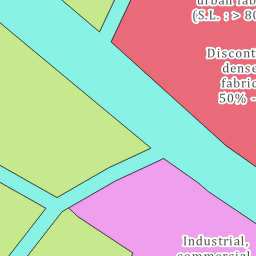 urban fab
(S.L. : > 80
Discont
dense
fabric
50% -
Industrial,
commercial